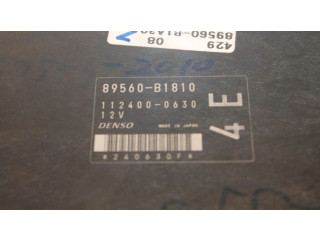 429
08
89560-B1A30
89560-B1810
112400-0630
12V
DENSO MADE IN JAPAN
4E
*240630F*